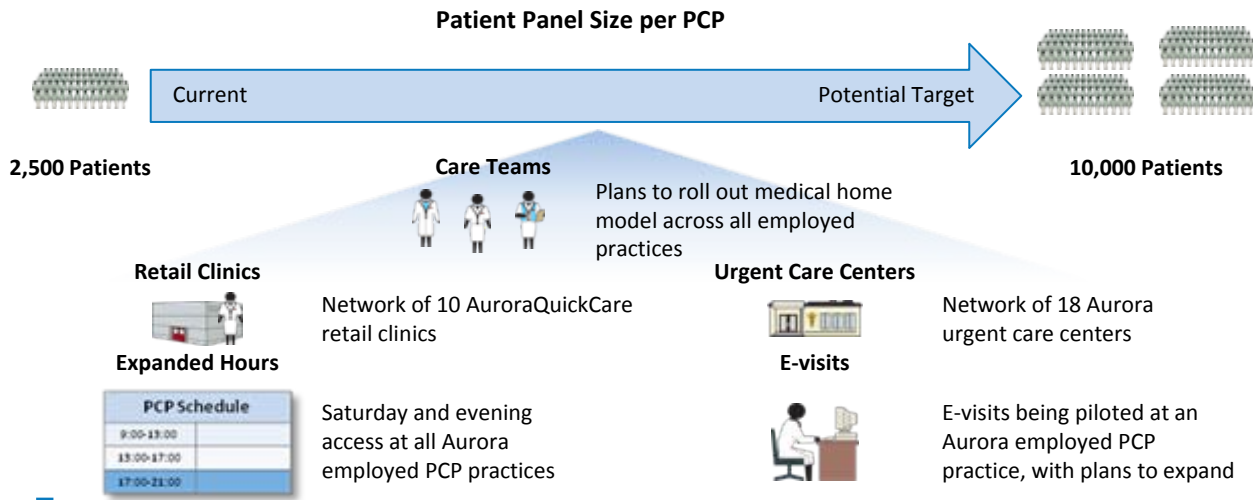 Patient Panel Size per PCP
Current
Potential Target
2,500 Patients
10,000 Patients
Care Teams
Plans to roll out medical home
model across all employed
practices
Retail Clinics
Network of 10 AuroraQuickCare
retail clinics
Urgent Care Centers
Network of 18 Aurora
urgent care centers
Expanded Hours
PCP Schedule
9:00-13:00
13:00-17:00
17:00-21:00
Saturday and evening
access at all Aurora
employed PCP practices
E-visits
E-visits being piloted at an
Aurora employed PCP
practice, with plans to expand